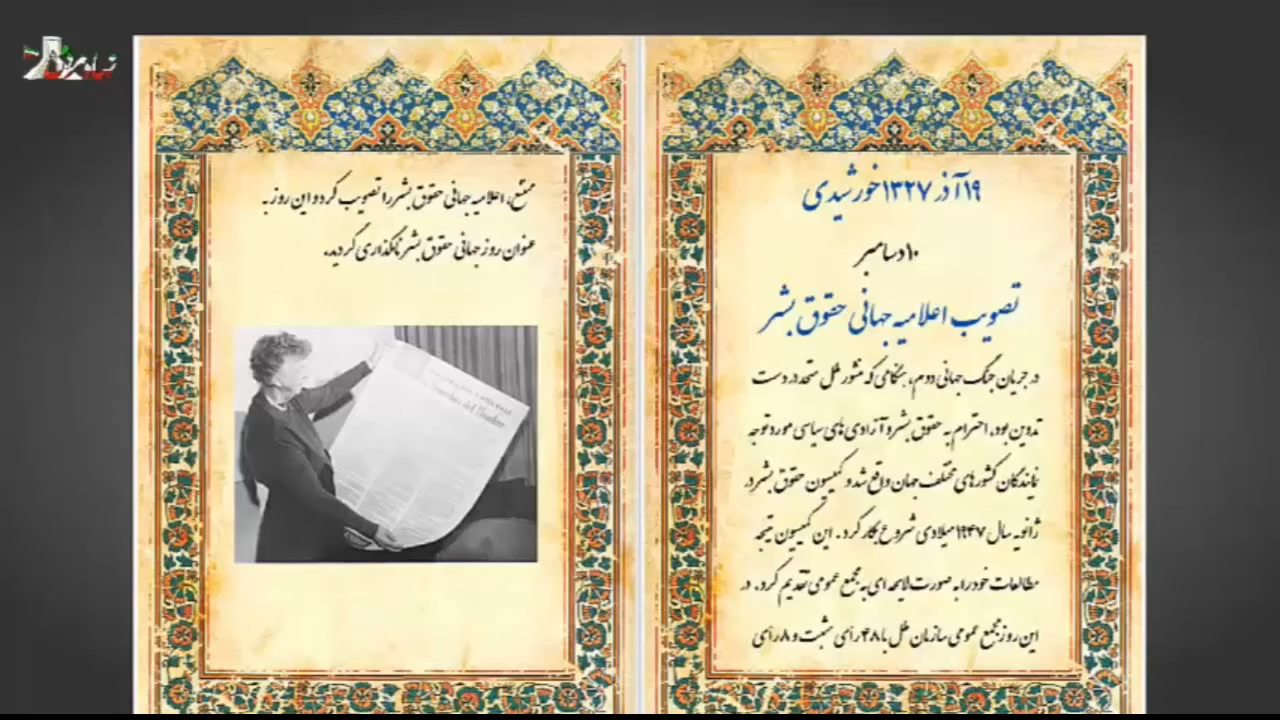 ۱۹ آذر ۱۳۲۷ خورشیدی
۱۰ دسامبر
تصویب اعلامیه جهانی حقوق بشر
در جریان جنگ جهانی دوم، هنگامی که منشور ملل متحد در دست
تدوین بود، احترام به حقوق بشر و آزادی های سیاسی مورد توجه
نمایندگان کشورهای مختلف جهان واقع شد و کمیسیون حقوق بشر در
ژانویه سال ۱۹۴۷ میلادی شروع بکار کرد. این کمیسیون نتیجه
مطالعات خود را به صورت لایحه ای به مجمع عمومی تقدیم کرد. در
این روز مجمع عمومی سازمان ملل با ۴۸ رأی مثبت و ۸ رأی
ممتنع، اعلامیه جهانی حقوق بشر را تصویب کرد و این روز به
عنوان روز جهانی حقوق بشر نامگذاری گردید.